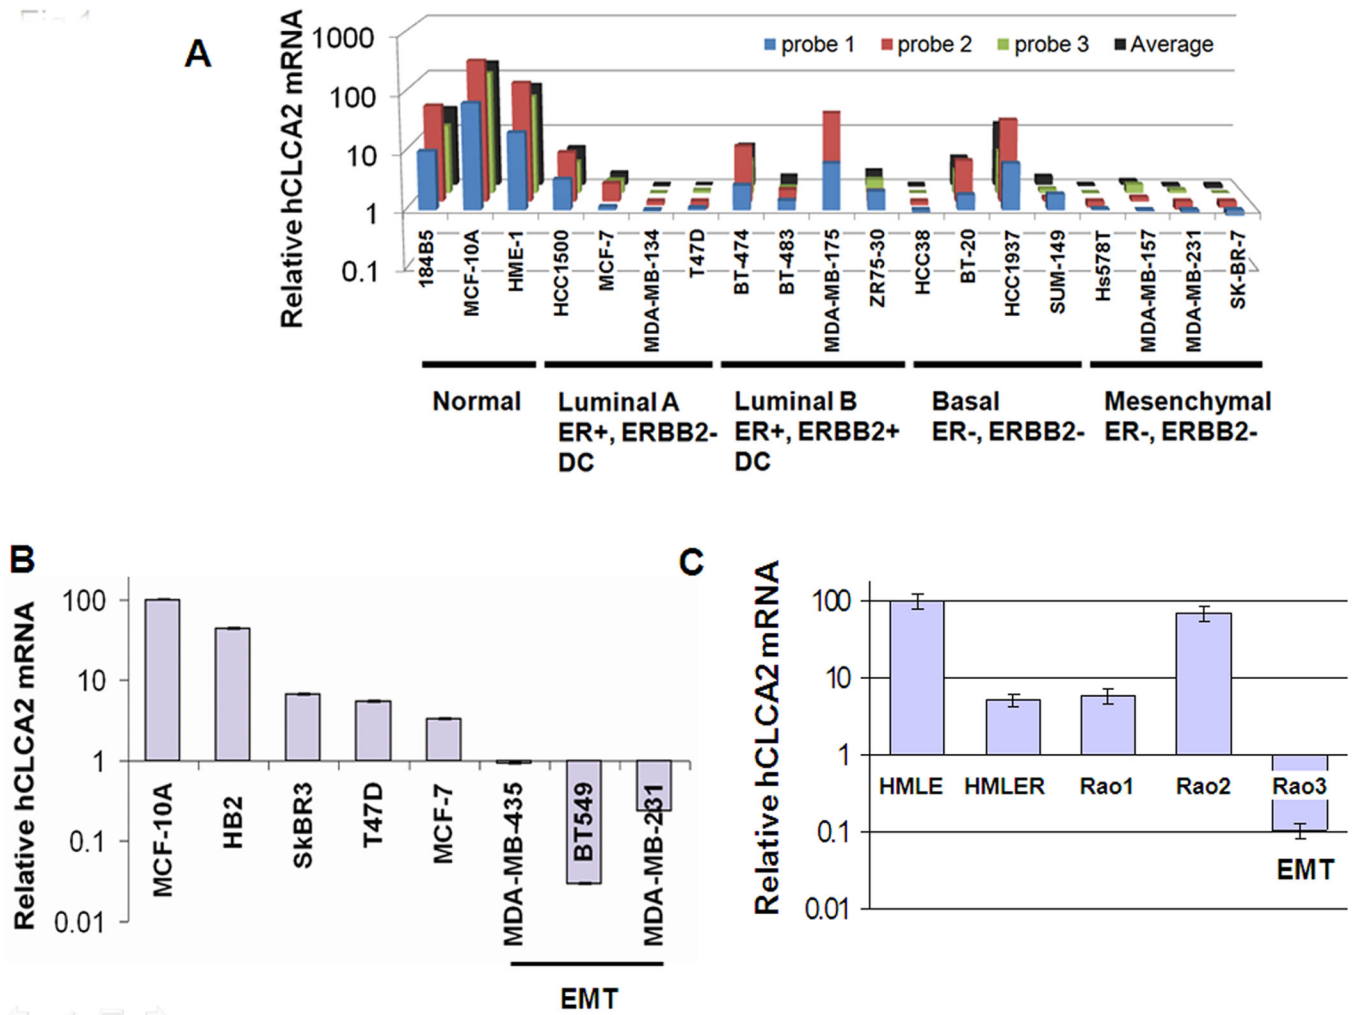 A
Relative hCLCA2 mRNA
1000
100
10
1
0.1
probe 1
probe 2
probe 3
Average
184B5
MCF-10A
HME-1
HCC1500
MCF-7
MDA-MB-134
T47D
BT-474
BT-483
MDA-MB-175
ZR75-30
HCC38
BT-20
HCC1937
SUM-149
Hs578T
MDA-MB-157
MDA-MB-231
SK-BR-7
Normal
Luminal A
ER+, ERBB2-
DC
Luminal B
ER+, ERBB2+
DC
Basal
ER-, ERBB2-
Mesenchymal
ER-, ERBB2-
B
Relative hCLCA2 mRNA
100
10
1
0.1
0.01
MCF-10A
HB2
SkBR3
T47D
MCF-7
MDA-MB-435
BT549
MDA-MB-231
EMT
C
Relative hCLCA2 mRNA
100
10
1
0.1
0.01
HMLE
HMLER
Rao1
Rao2
Rao3
EMT